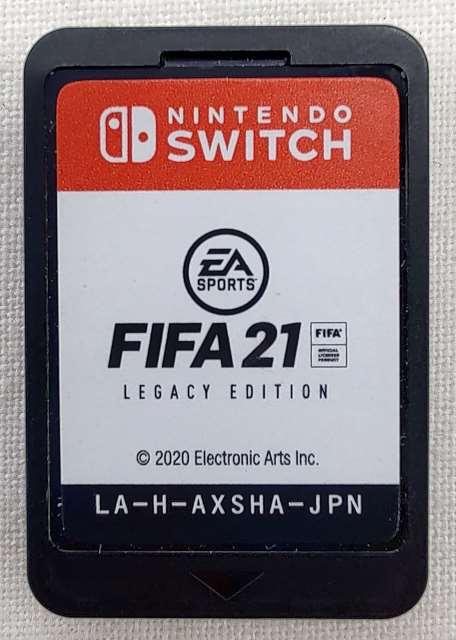 NINTENDO
SWITCH
EA
SPORTS
FIFA 21
FIFA
OFFICIAL
LICENSED
PRODUCT
LEGACY EDITION
© 2020 Electronic Arts Inc.
LA-H-AXSHA-JPN